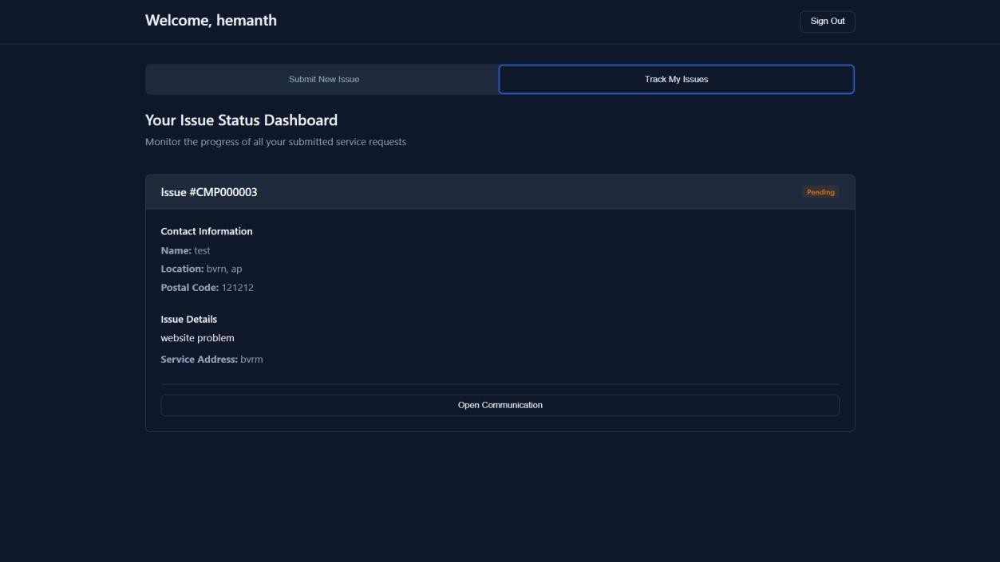 Welcome, hemanth
Sign Out
Submit New Issue
Track My Issues
Your Issue Status Dashboard
Monitor the progress of all your submitted service requests
Issue #CMP000003
Pending
Contact Information
Name: test
Location: bvrn, ap
Postal Code: 121212
Issue Details
website problem
Service Address: bvrm
Open Communication